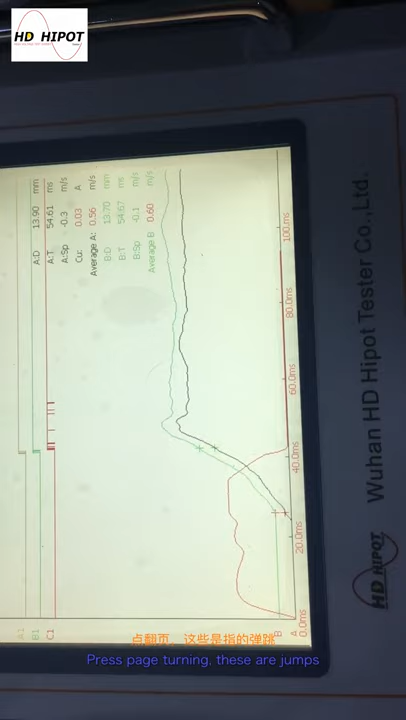 HD HIPOT
A:D 13.90 mm
A:T 54.61 ms
A:Sp -0.3 m/s
Cu: 0.03 A
Average A: 0.56 m/s
B:D 13.70 mm
B:T 54.67 ms
B:Sp -0.1 m/s
Average B 0.60 m/s
100.ms
80.0ms
60.0ms
40.0ms
20.0ms
0.0ms
A1
B1
C1
B
A
Wuhan HD Hipot Tester Co.,Ltd.
HD HIPOT
点翻页，这些是指的弹跳
Press page turning, these are jumps